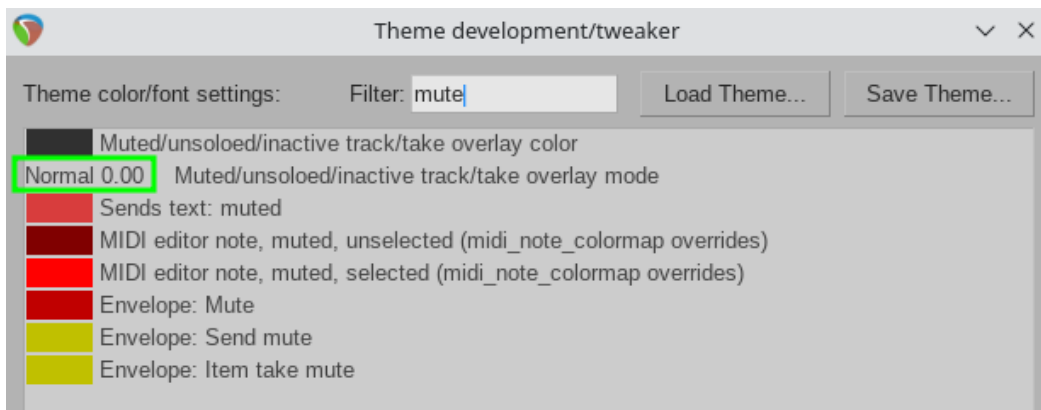 Theme development/tweaker
Theme color/font settings: Filter: mute Load Theme... Save Theme...
Muted/unsoloed/inactive track/take overlay color
Normal 0.00 Muted/unsoloed/inactive track/take overlay mode
Sends text: muted
MIDI editor note, muted, unselected (midi_note_colormap overrides)
MIDI editor note, muted, selected (midi_note_colormap overrides)
Envelope: Mute
Envelope: Send mute
Envelope: Item take mute